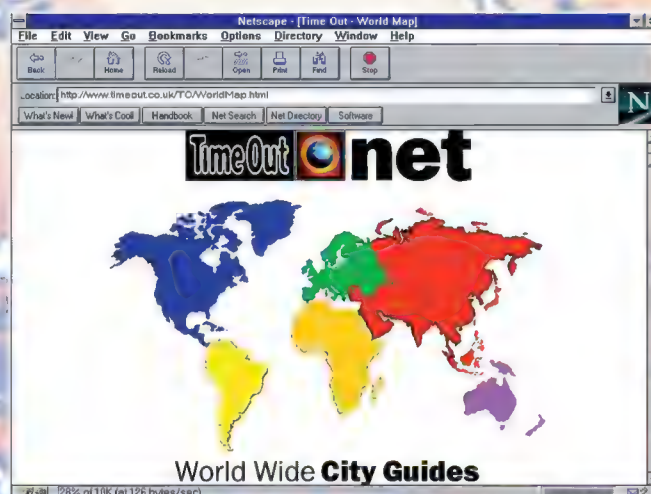 Netscape - [Time Out - World Map]
File Edit View Go Bookmarks Options Directory Window Help
Back Home Reload Open Print Find Stop
Location: http://www.timeout.co.uk/TO/WorldMap.html
What's New! What's Cool! Handbook Net Search Net Directory Software
N
Time Out net
World Wide City Guides
28% of 10K (at 126 bytes/sec)